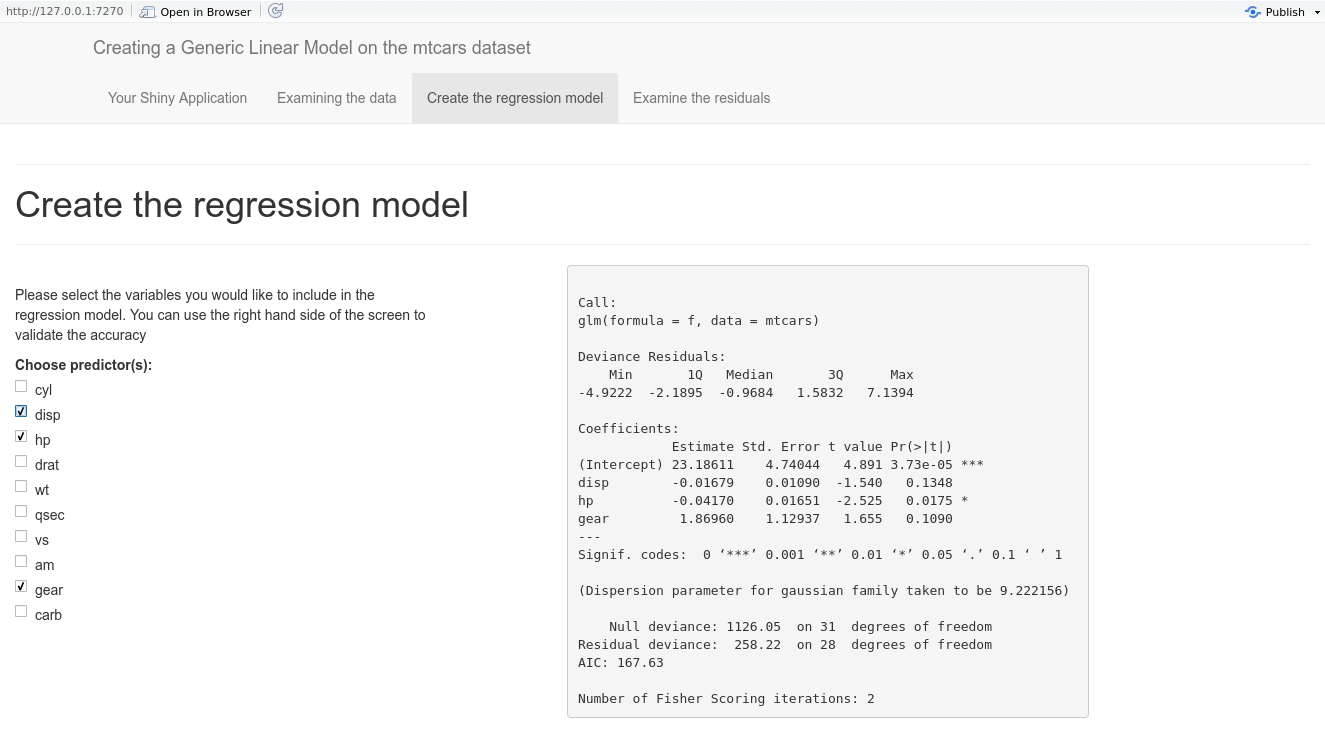 http://127.0.0.1:7270 Open in Browser Publish
Creating a Generic Linear Model on the mtcars dataset
Your Shiny Application Examining the data Create the regression model Examine the residuals
Create the regression model
Please select the variables you would like to include in the
regression model. You can use the right hand side of the screen to
validate the accuracy
Choose predictor(s):
cyl
disp
hp
drat
wt
qsec
vs
am
gear
carb
Call:
glm(formula = f, data = mtcars)
Deviance Residuals:
    Min       1Q   Median       3Q      Max
-4.9222  -2.1895  -0.9684   1.5832   7.1394
Coefficients:
            Estimate Std. Error t value Pr(>|t|)
(Intercept) 23.18611    4.74044   4.891 3.73e-05 ***
disp        -0.01679    0.01090  -1.540   0.1348
hp          -0.04170    0.01651  -2.525   0.0175 *
gear         1.86960    1.12937   1.655   0.1090
---
Signif. codes:  0 ‘***’ 0.001 ‘**’ 0.01 ‘*’ 0.05 ‘.’ 0.1 ‘ ’ 1
(Dispersion parameter for gaussian family taken to be 9.222156)
    Null deviance: 1126.05  on 31  degrees of freedom
Residual deviance:  258.22  on 28  degrees of freedom
AIC: 167.63
Number of Fisher Scoring iterations: 2